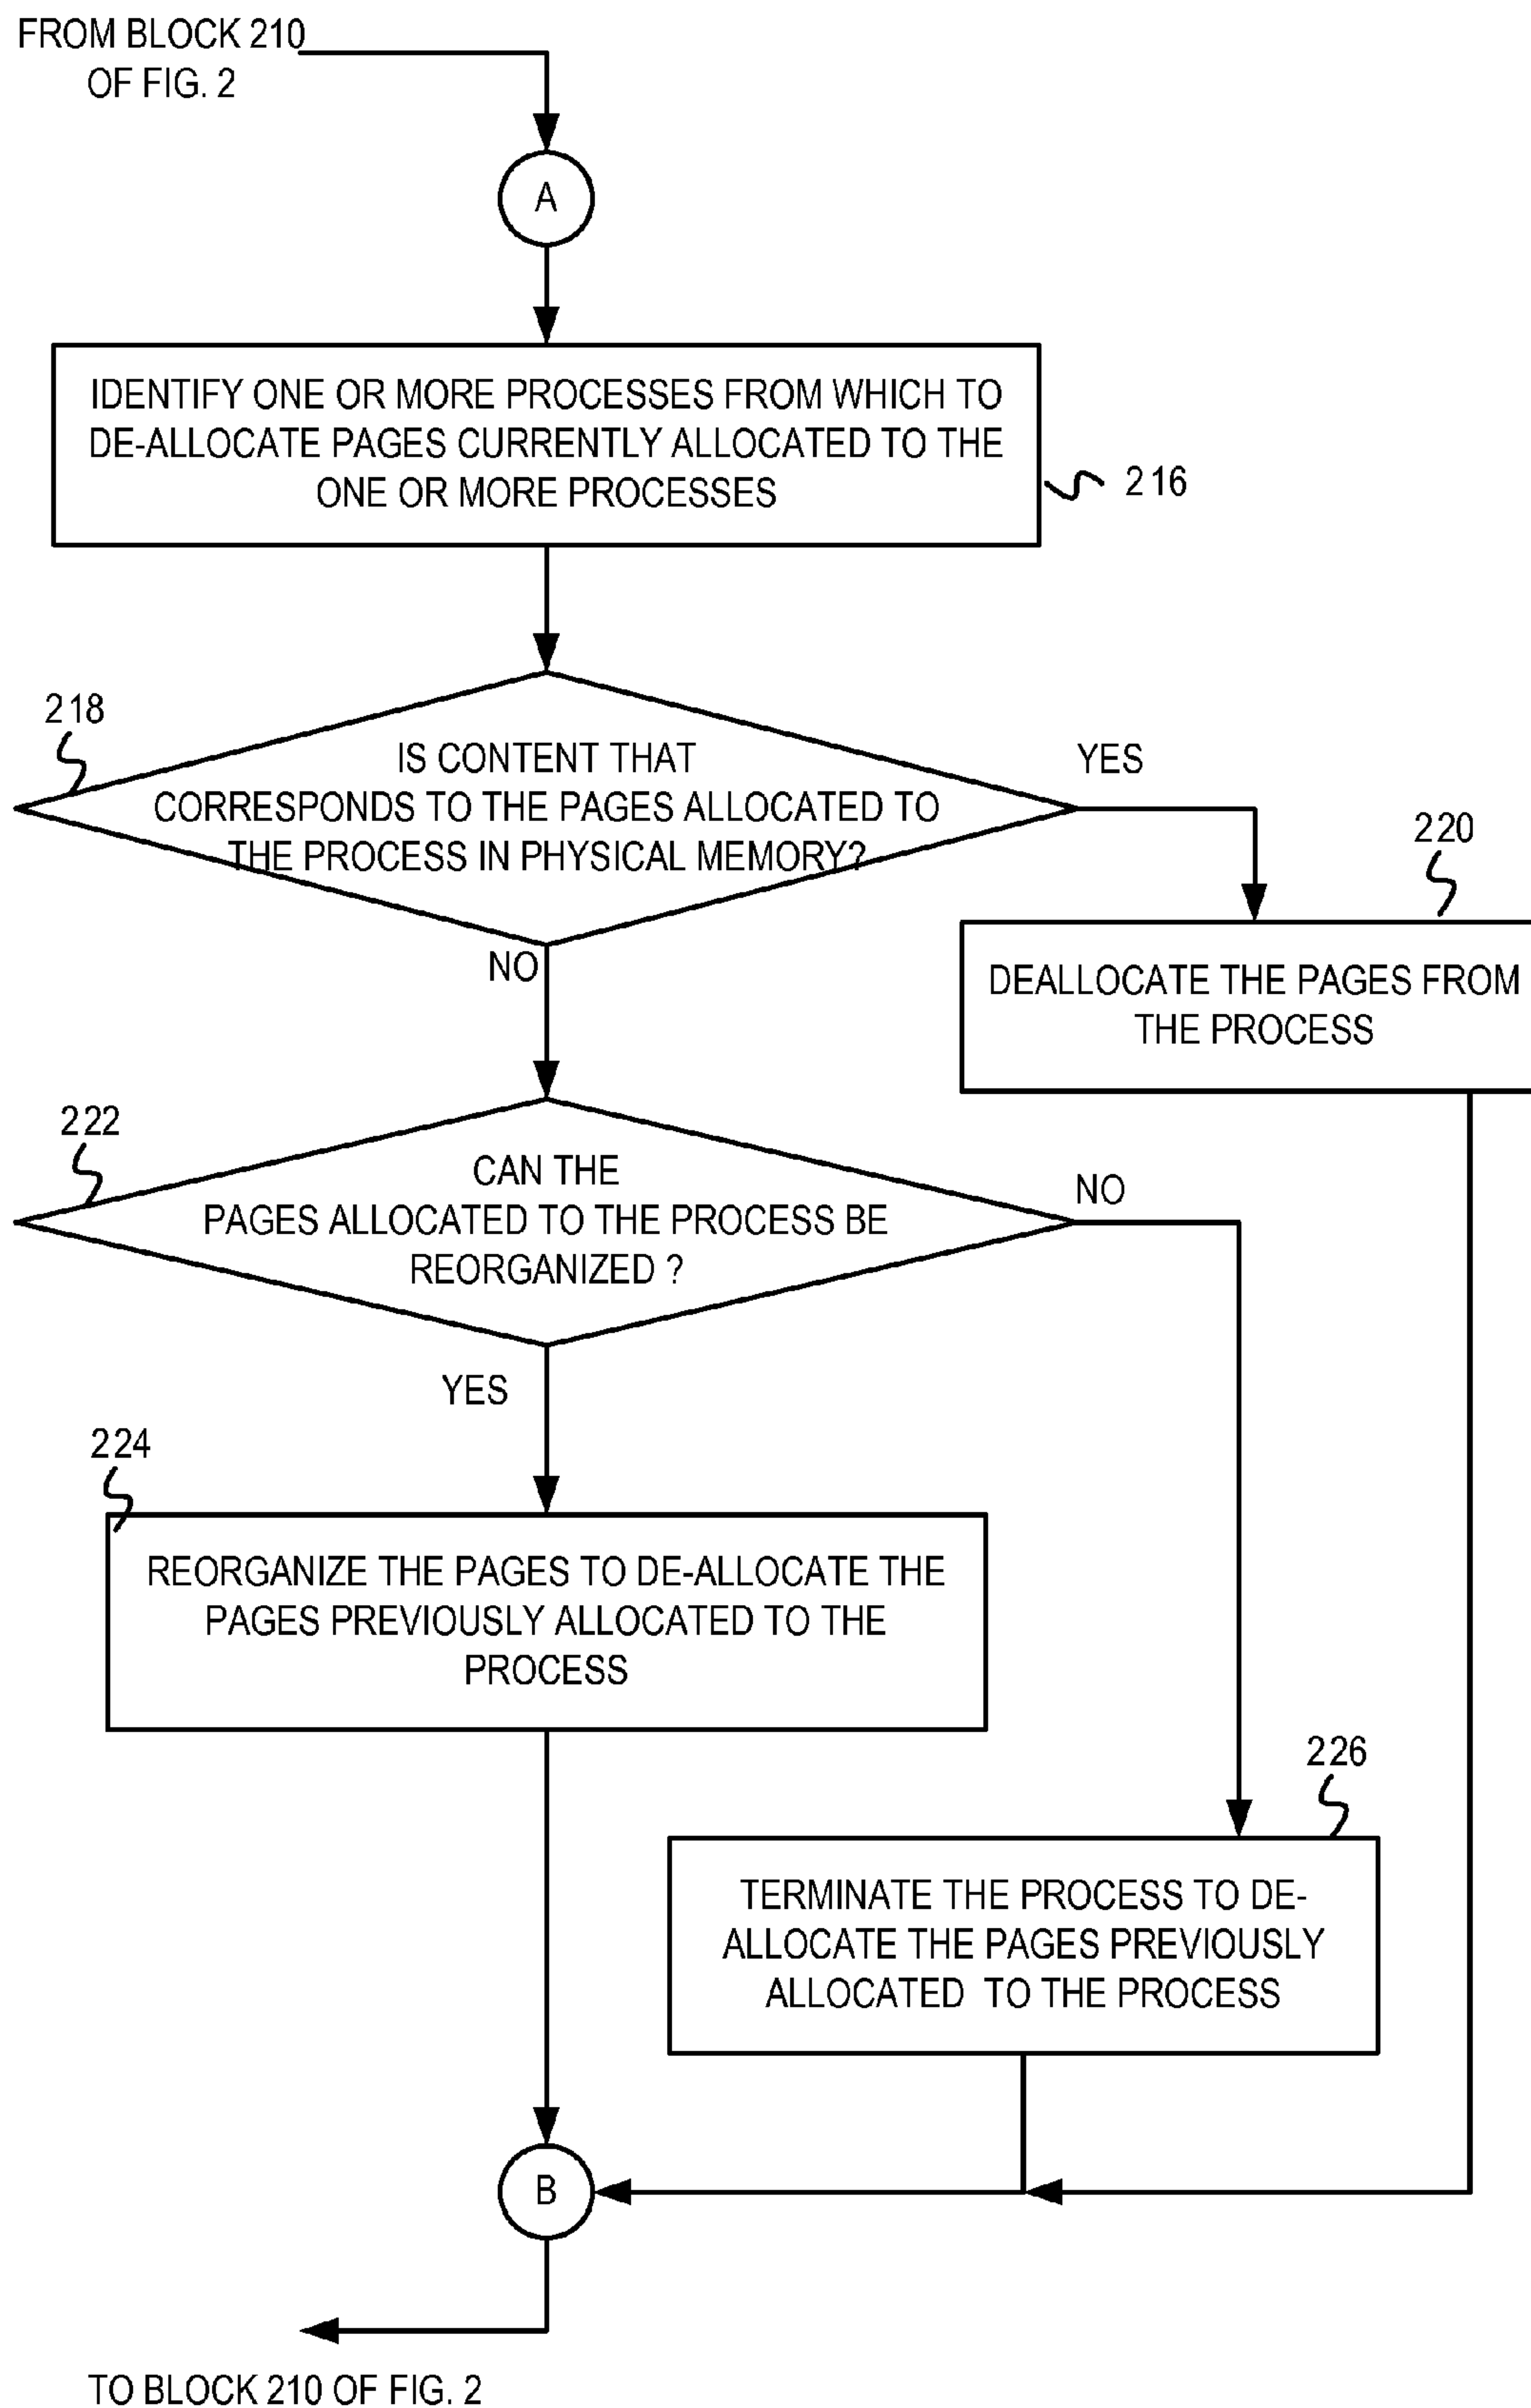 FROM BLOCK 210
OF FIG. 2
A
IDENTIFY ONE OR MORE PROCESSES FROM WHICH TO
DE-ALLOCATE PAGES CURRENTLY ALLOCATED TO THE
ONE OR MORE PROCESSES
216
218
IS CONTENT THAT
CORRESPONDS TO THE PAGES ALLOCATED TO
THE PROCESS IN PHYSICAL MEMORY?
YES
NO
220
DEALLOCATE THE PAGES FROM
THE PROCESS
222
CAN THE
PAGES ALLOCATED TO THE PROCESS BE
REORGANIZED ?
NO
YES
224
REORGANIZE THE PAGES TO DE-ALLOCATE THE
PAGES PREVIOUSLY ALLOCATED TO THE
PROCESS
226
TERMINATE THE PROCESS TO DE-
ALLOCATE THE PAGES PREVIOUSLY
ALLOCATED  TO THE PROCESS
B
TO BLOCK 210 OF FIG. 2